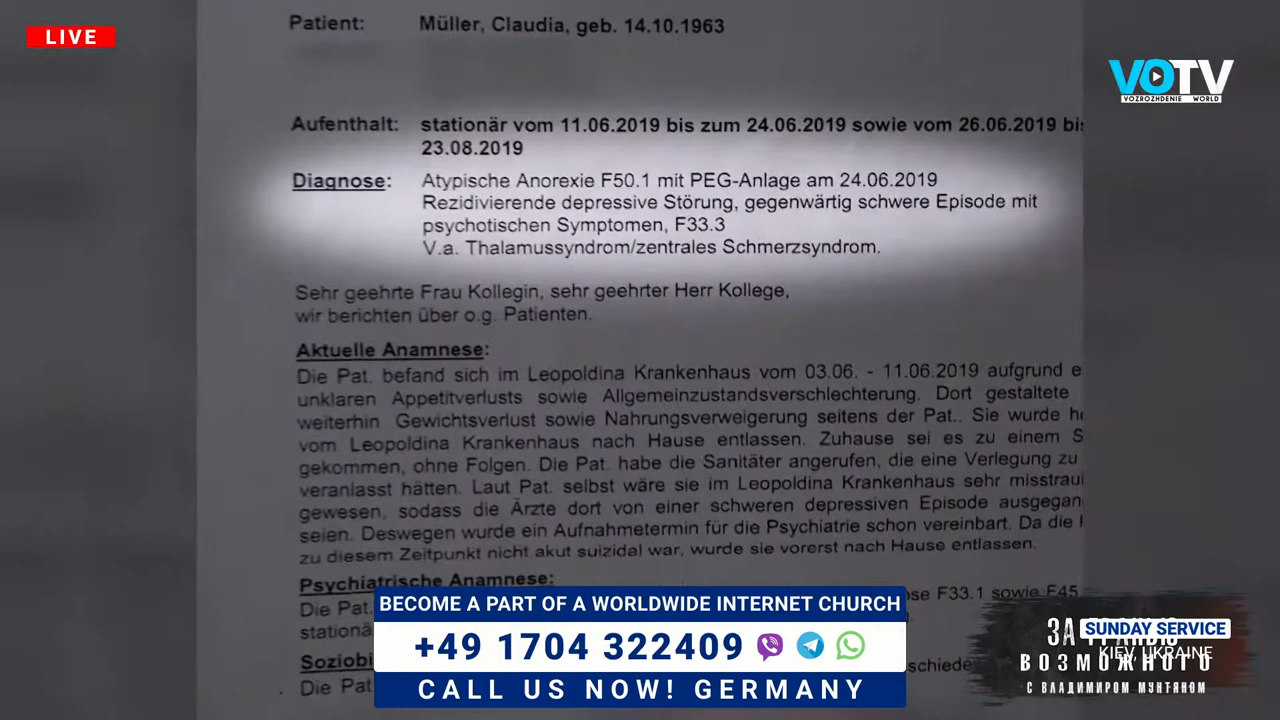 LIVE
VOTV
VOZROZHDENIE WORLD
Patient: Müller, Claudia, geb. 14.10.1963
Aufenthalt: stationär vom 11.06.2019 bis zum 24.06.2019 sowie vom 26.06.2019 bis
23.08.2019
Diagnose: Atypische Anorexie F50.1 mit PEG-Anlage am 24.06.2019
Rezidivierende depressive Störung, gegenwärtig schwere Episode mit
psychotischen Symptomen, F33.3
V.a. Thalamussyndrom/zentrales Schmerzsyndrom.
Sehr geehrte Frau Kollegin, sehr geehrter Herr Kollege,
wir berichten über o.g. Patienten.
Aktuelle Anamnese:
Die Pat. befand sich im Leopoldina Krankenhaus vom 03.06. - 11.06.2019 aufgrund
unklaren Appetitverlusts sowie Allgemeinzustandsverschlechterung. Dort gestaltete
weiterhin Gewichtsverlust sowie Nahrungsverweigerung seitens der Pat.. Sie wurde
vom Leopoldina Krankenhaus nach Hause entlassen. Zuhause sei es zu einem
gekommen, ohne Folgen. Die Pat. habe die Sanitäter angerufen, die eine Verlegung zu
veranlasst hätten. Laut Pat. selbst wäre sie im Leopoldina Krankenhaus sehr misstrau
gewesen, sodass die Ärzte dort von einer schweren depressiven Episode ausgegan
seien. Deswegen wurde ein Aufnahmetermin für die Psychiatrie schon vereinbart. Da die
zu diesem Zeitpunkt nicht akut suizidal war, wurde sie vorerst nach Hause entlassen.
Psychiatrische Anamnese:
Die Pat. ose F33.1 sowie F45
stationä
Soziobi
Die Pat
BECOME A PART OF A WORLDWIDE INTERNET CHURCH
+49 1704 322409
CALL US NOW! GERMANY
SUNDAY SERVICE
KIEV, UKRAINE
ЗА
ВОЗМОЖНОГО
С ВЛАДИМИРОМ МУНТЯНОМ